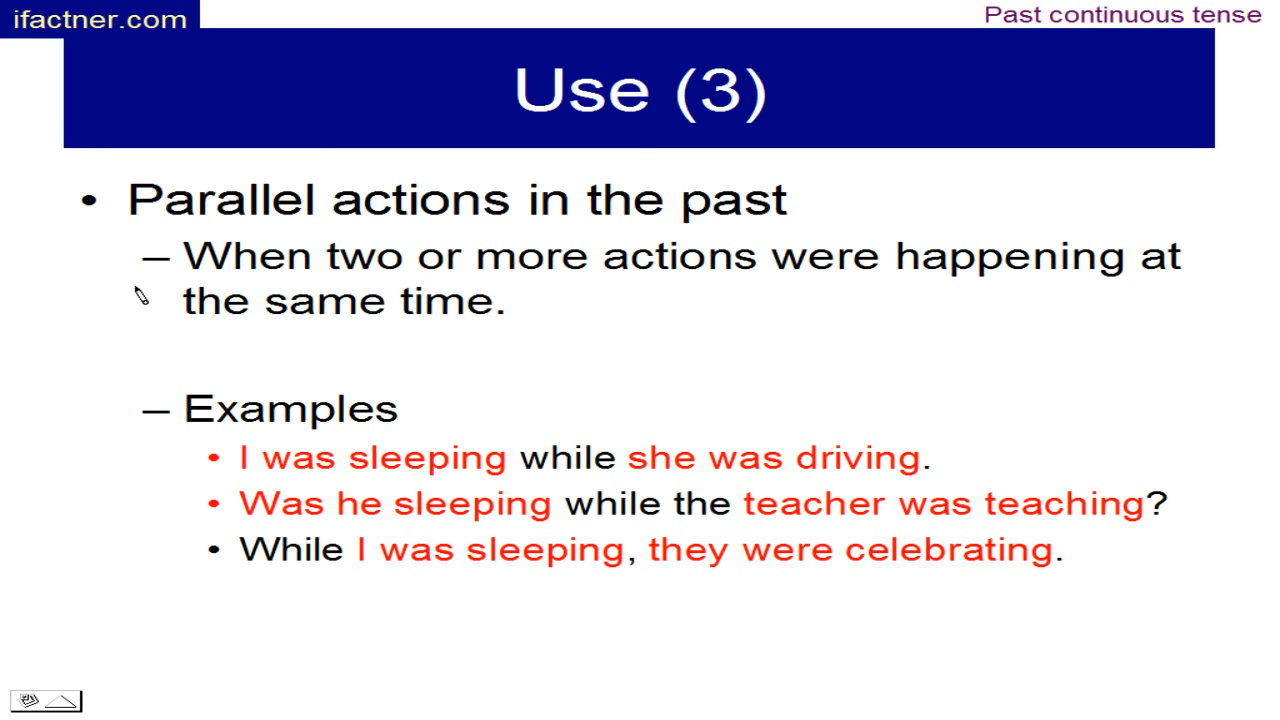 ifactner.com
Past continuous tense
Use (3)
• Parallel actions in the past
– When two or more actions were happening at
the same time.
– Examples
• I was sleeping while she was driving.
• Was he sleeping while the teacher was teaching?
• While I was sleeping, they were celebrating.